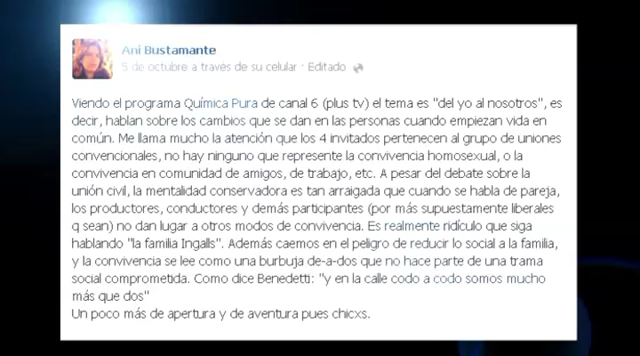 Ani Bustamante
5 de octubre a través de su celular · Editado
Viendo el programa Química Pura de canal 6 (plus tv) el tema es "del yo al nosotros", es
decir, hablan sobre los cambios que se dan en las personas cuando empiezan vida en
común. Me llama mucho la atención que los 4 invitados pertenecen al grupo de uniones
convencionales, no hay ninguno que represente la convivencia homosexual, o la
convivencia en comunidad de amigos, de trabajo, etc. A pesar del debate sobre la
unión civil, la mentalidad conservadora es tan arraigada que cuando se habla de pareja,
los productores, conductores y demás participantes (por más supuestamente liberales
q sean) no dan lugar a otros modos de convivencia. Es realmente ridículo que siga
hablando "la familia Ingalls". Además caemos en el peligro de reducir lo social a la familia,
y la convivencia se lee como una burbuja de-a-dos que no hace parte de una trama
social comprometida. Como dice Benedetti: "y en la calle codo a codo somos mucho
más que dos"
Un poco más de apertura y de aventura pues chicxs.